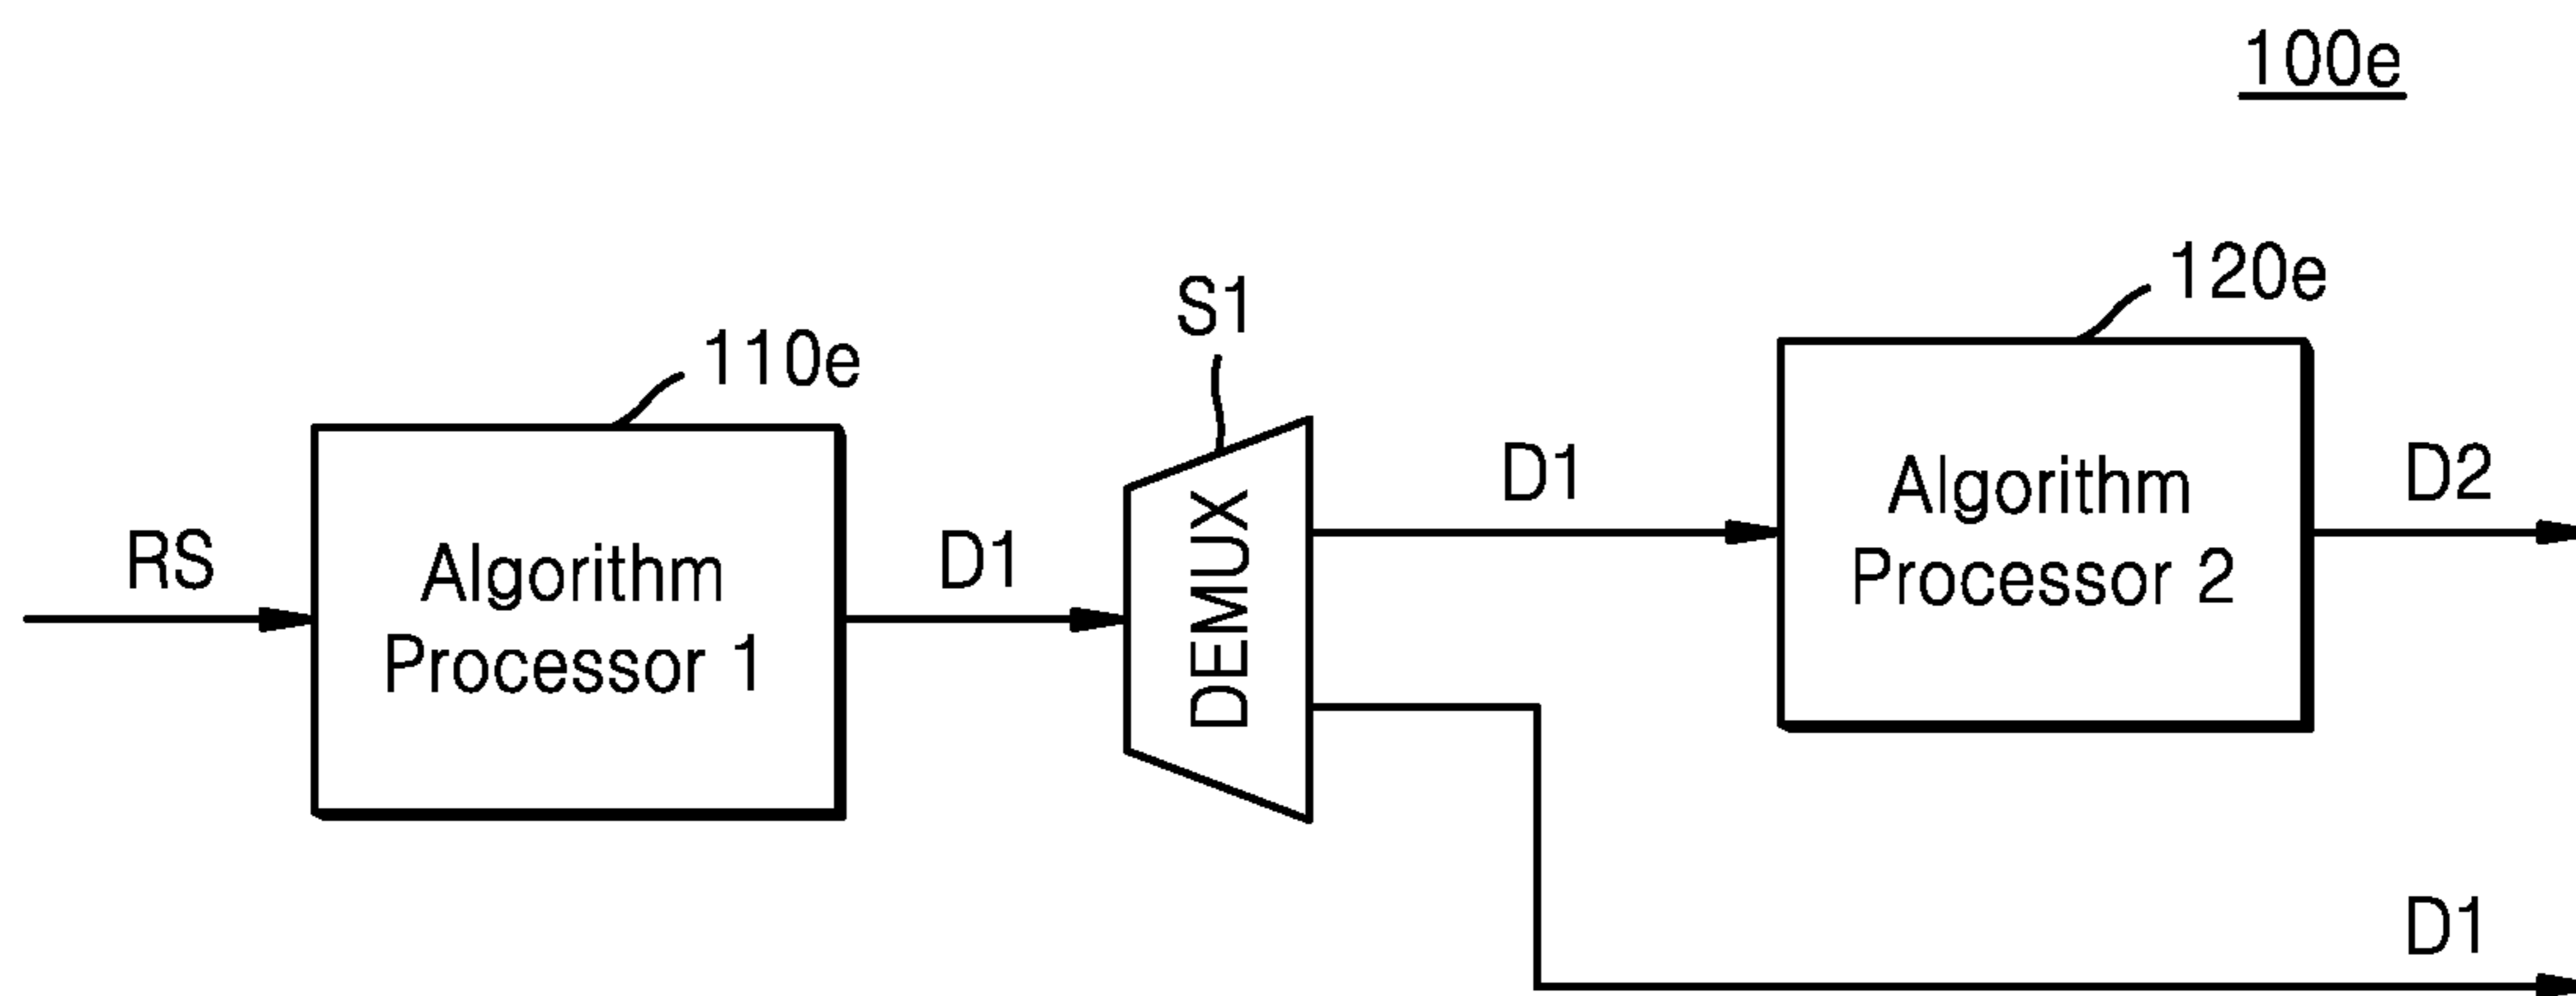 100e
120e
S1
110e
D1
Algorithm
Processor 2
D2
RS
Algorithm
Processor 1
D1
DEMUX
D1